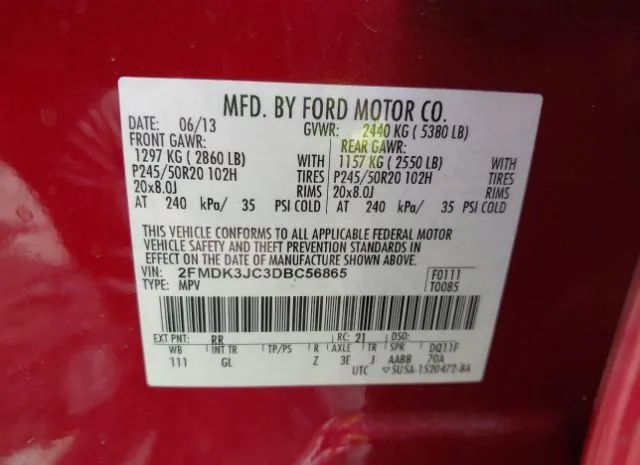 MFD. BY FORD MOTOR CO.
DATE: 06/13 GVWR: 2440 KG ( 5380 LB)
FRONT GAWR: REAR GAWR:
1297 KG ( 2860 LB) WITH 1157 KG ( 2550 LB) WITH
P245/50R20 102H TIRES P245/50R20 102H TIRES
20x8.0J RIMS 20x8.0J RIMS
AT 240 kPa/ 35 PSI COLD AT 240 kPa/ 35 PSI COLD
THIS VEHICLE CONFORMS TO ALL APPLICABLE FEDERAL MOTOR
VEHICLE SAFETY AND THEFT PREVENTION STANDARDS IN
EFFECT ON THE DATE OF MANUFACTURE SHOWN ABOVE.
VIN: 2FMDK3JC3DBC56865 F0111
TYPE: MPV T0085
EXT PNT: RR RC: 21 DSO:
WB INT TR TP/PS R AXLE TR SPR DQ11F
111 GL Z 3E J AABB 70A
UTC ▽5USA-1520472-BA